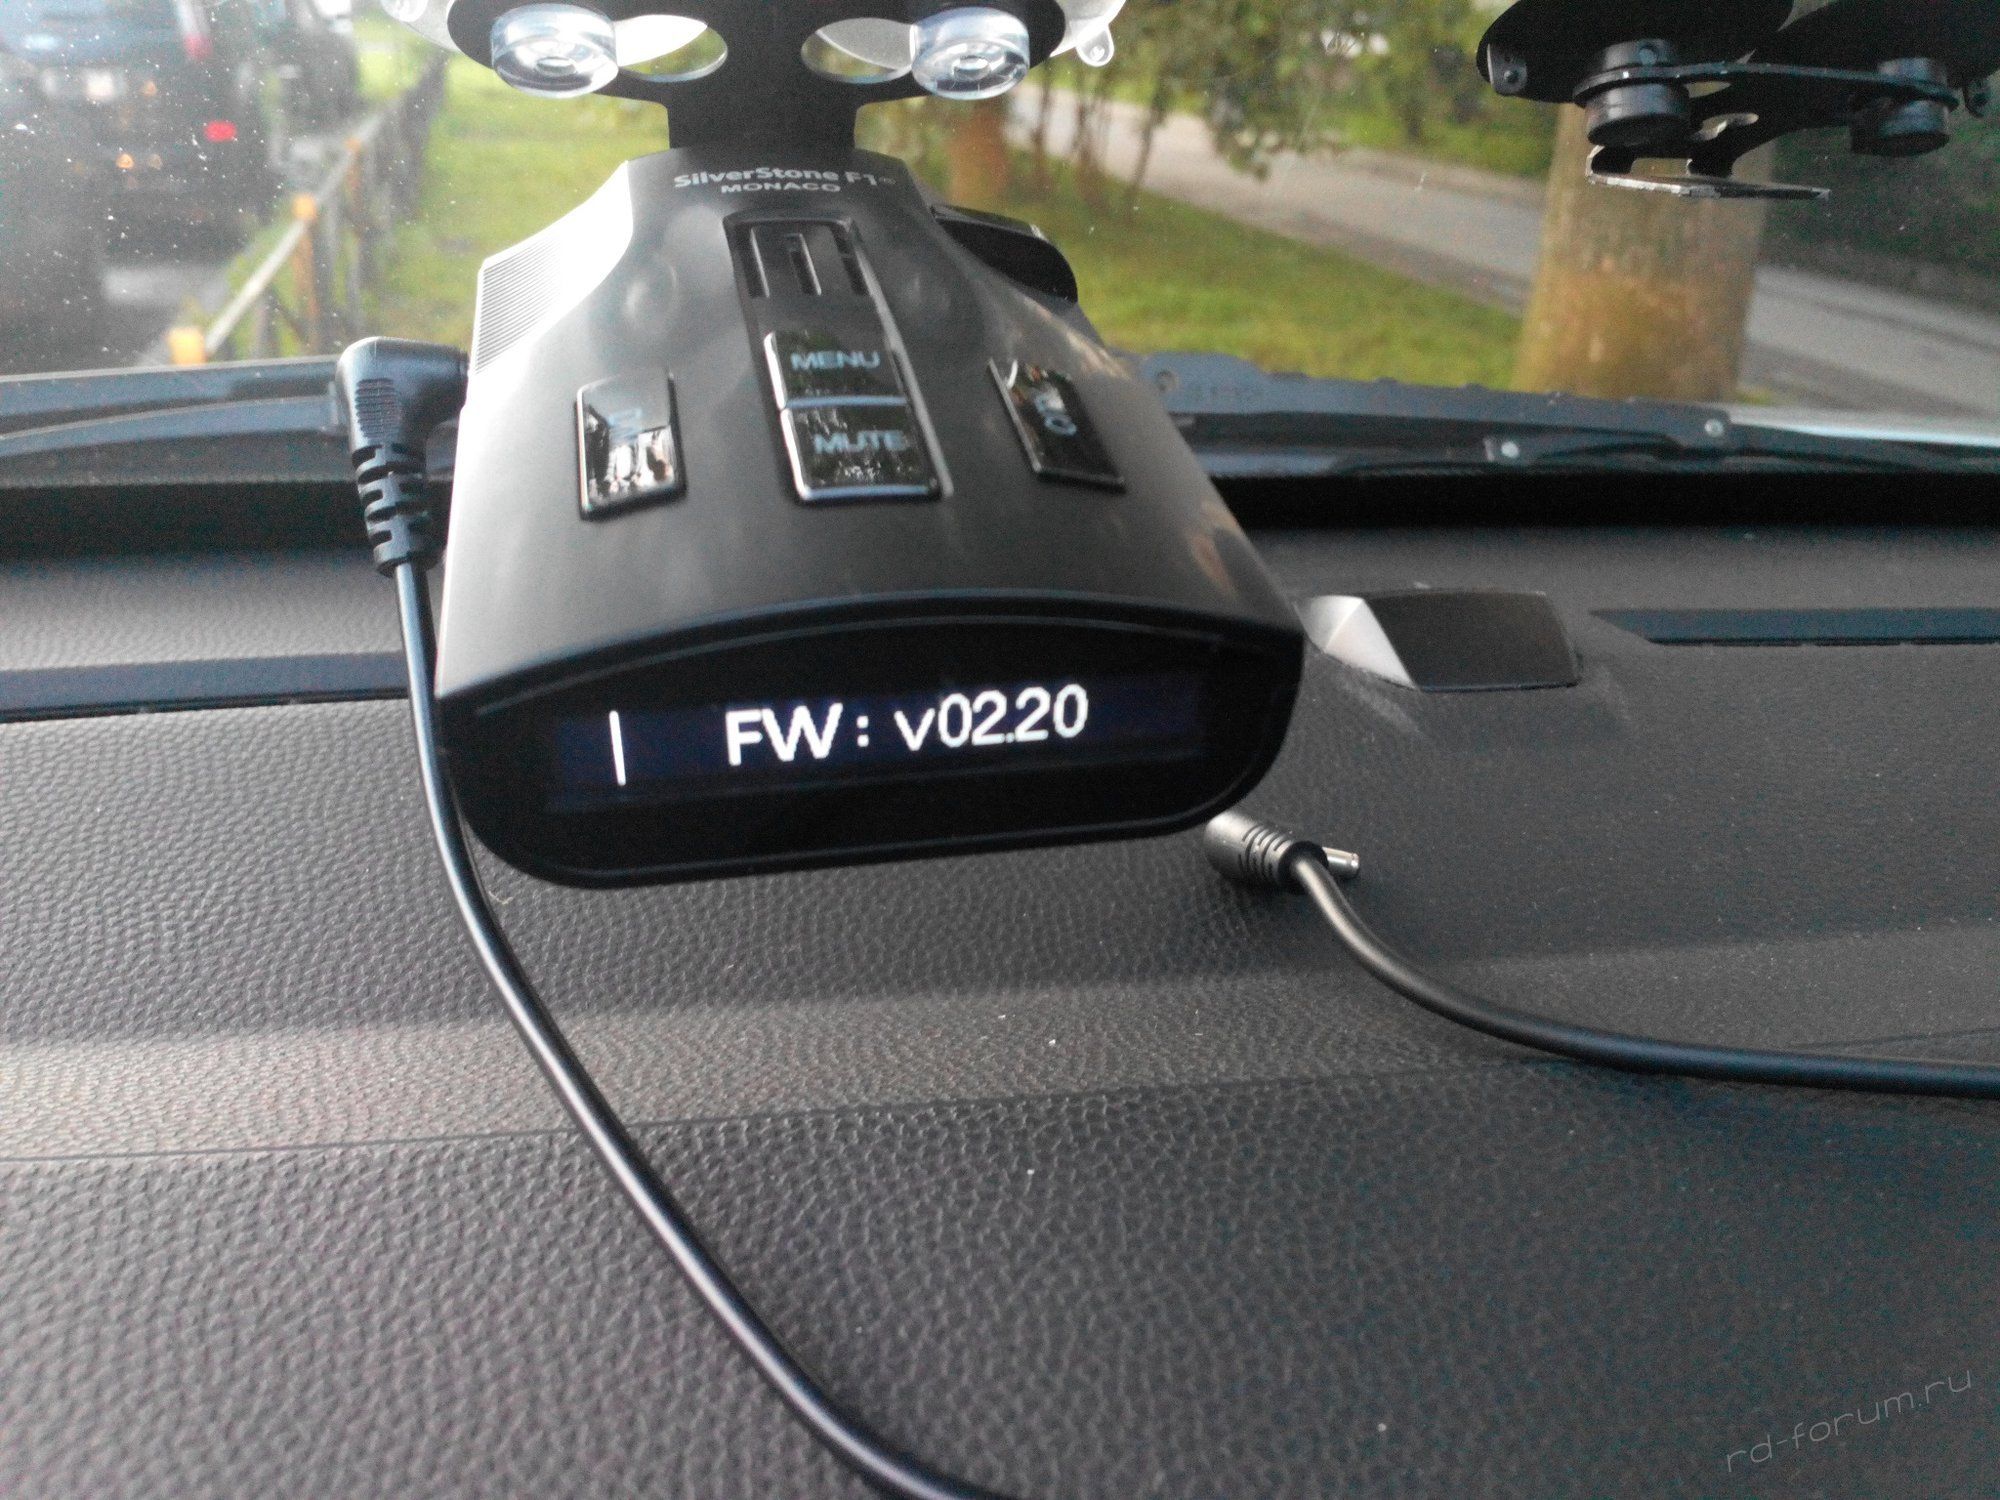 SilverStone F1
MONACO
MENU
MUTE
FW: v02.20
rd-forum.ru